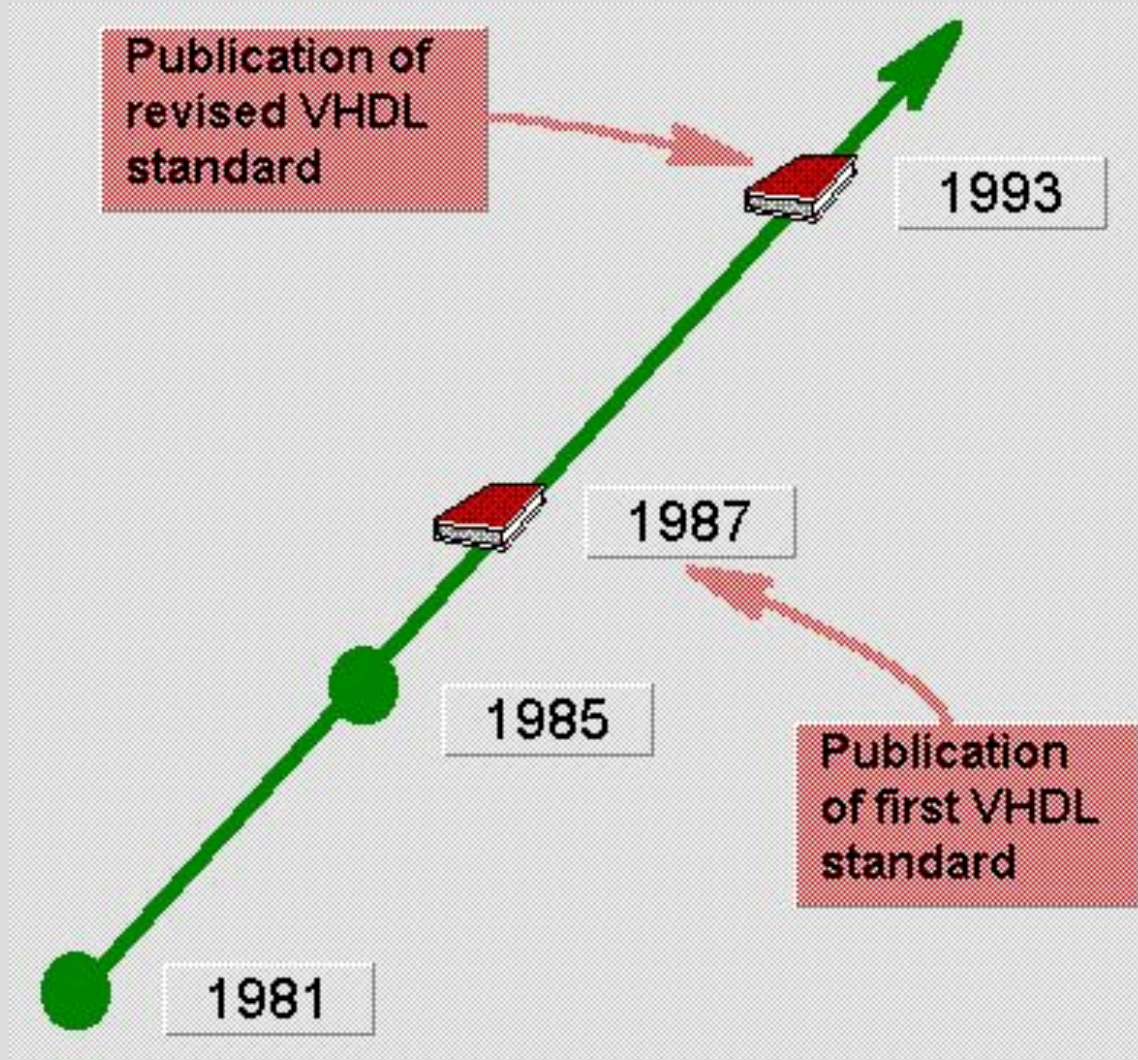 Publication of
revised VHDL
standard
1993
1987
1985
Publication
of first VHDL
standard
1981